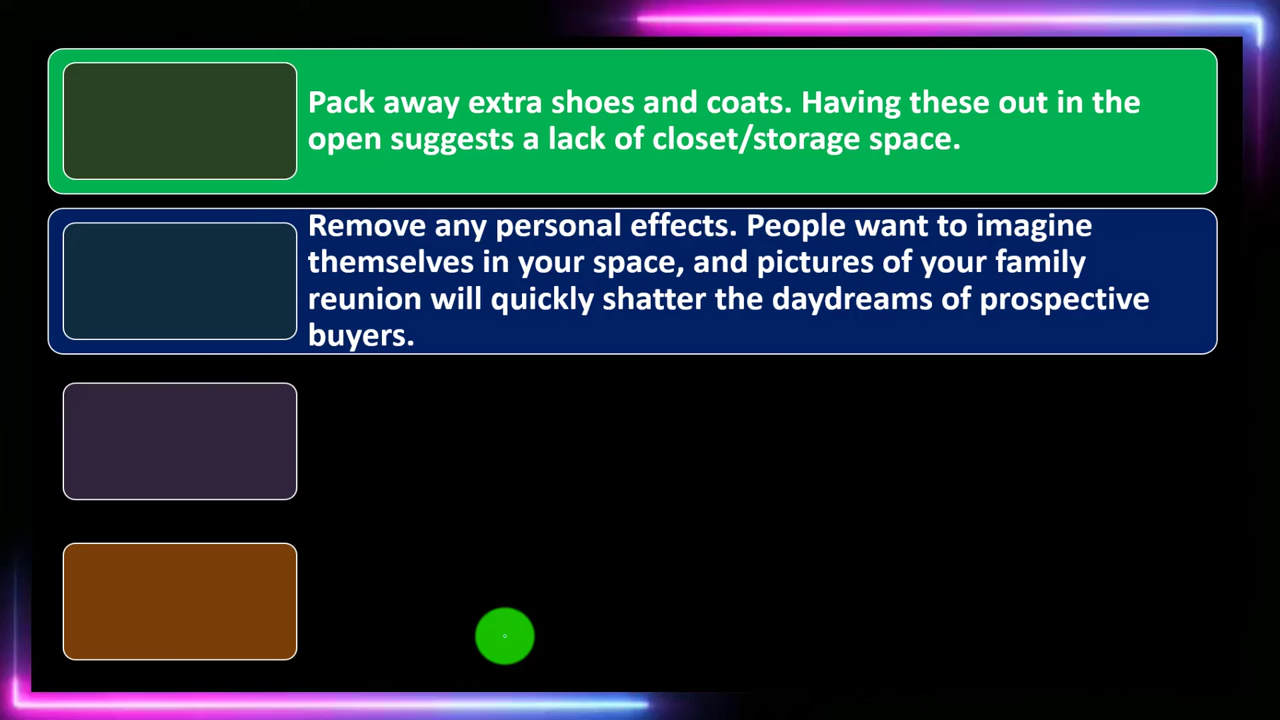 Pack away extra shoes and coats. Having these out in the
open suggests a lack of closet/storage space.
Remove any personal effects. People want to imagine
themselves in your space, and pictures of your family
reunion will quickly shatter the daydreams of prospective
buyers.